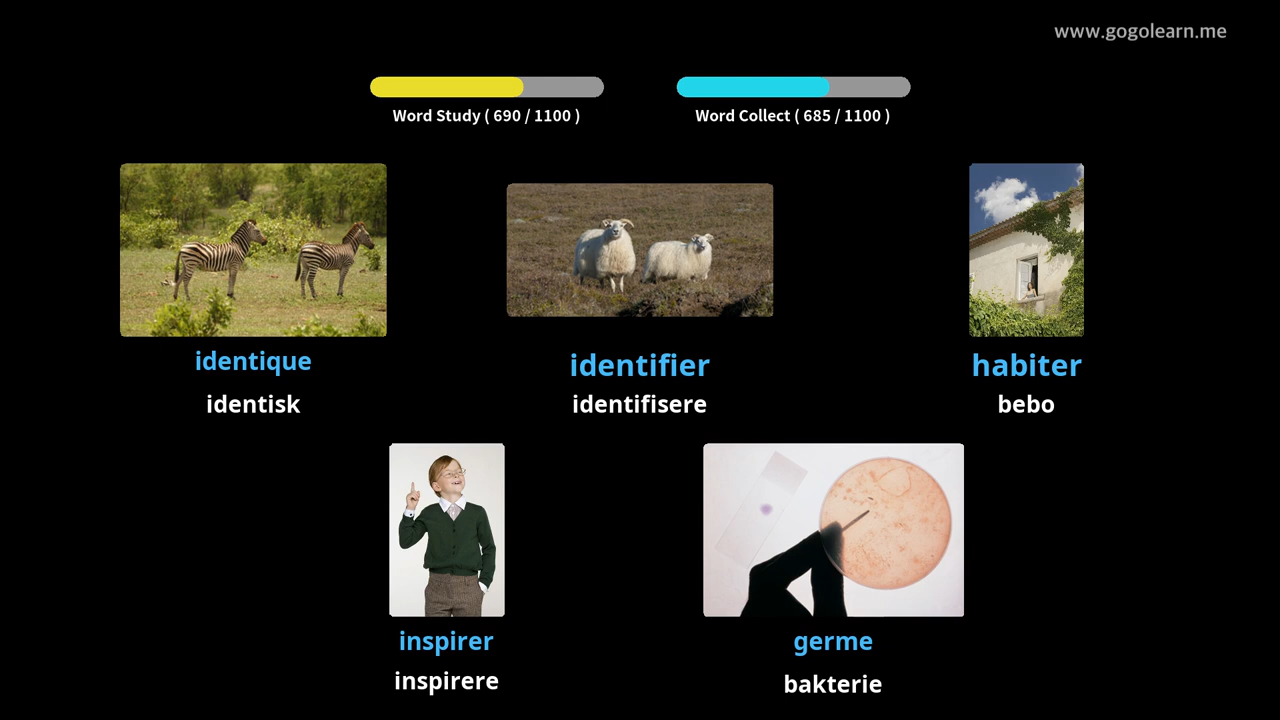 www.gogolearn.me
Word Study ( 690 / 1100 )
Word Collect ( 685 / 1100 )
identique
identisk
identifier
identifisere
habiter
bebo
inspirer
inspirere
germe
bakterie